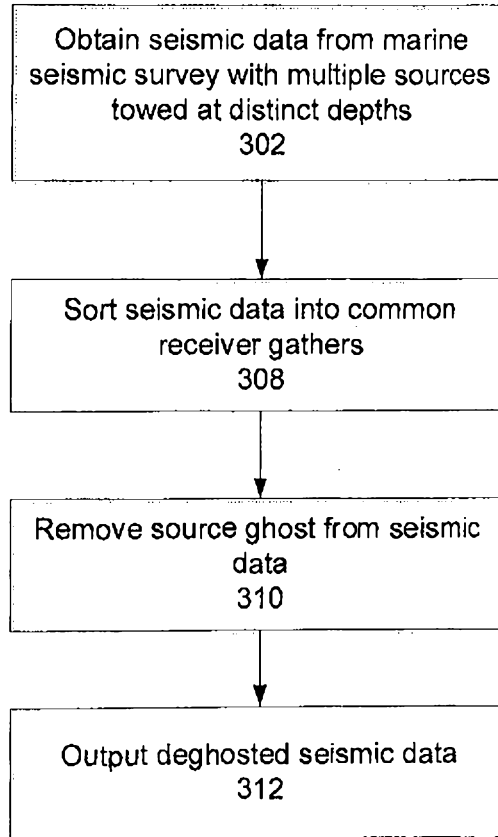 Obtain seismic data from marine
seismic survey with multiple sources
towed at distinct depths
302
Sort seismic data into common
receiver gathers
308
Remove source ghost from seismic
data
310
Output deghosted seismic data
312